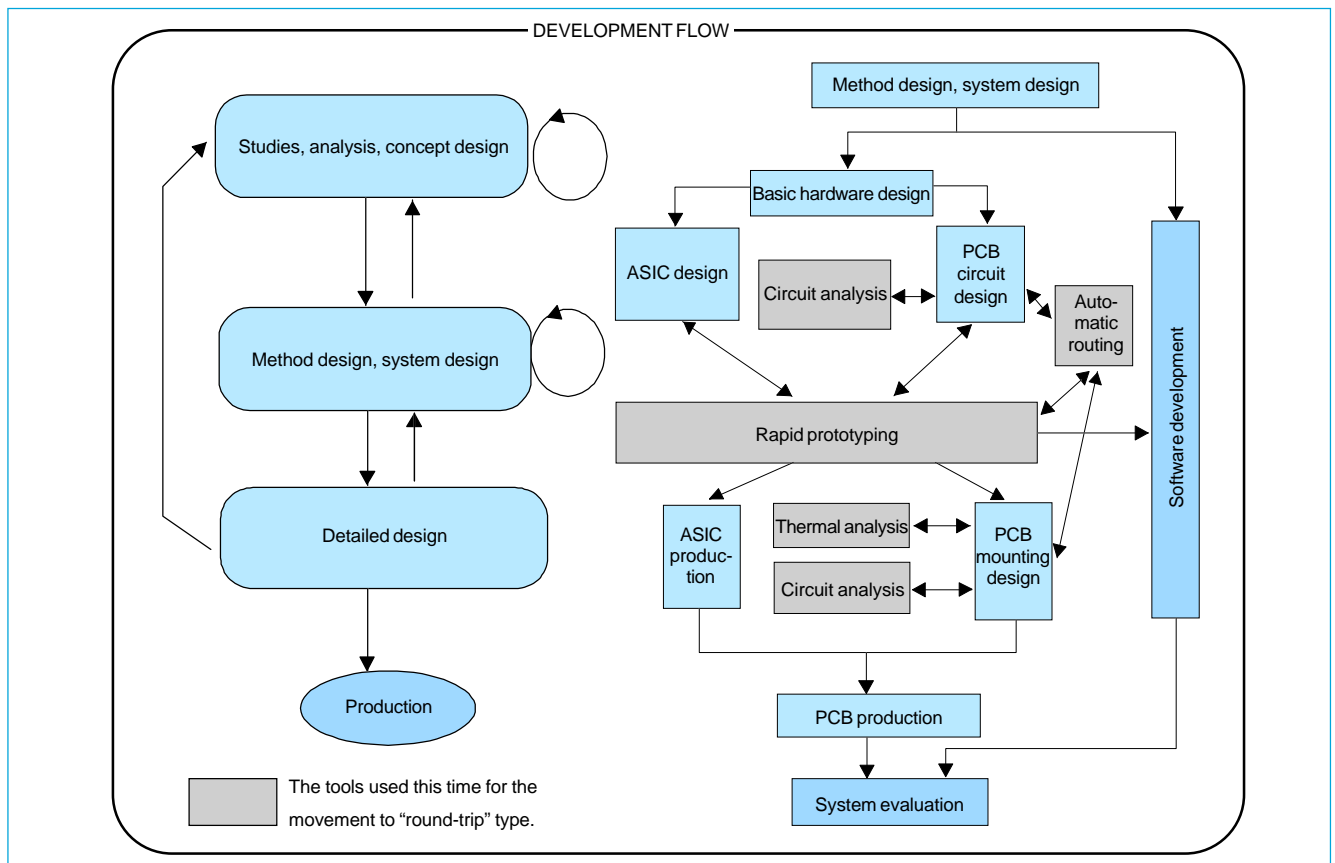 DEVELOPMENT FLOW
Studies, analysis, concept design
Method design, system design
Detailed design
Production
The tools used this time for the
movement to “round-trip” type.
Method design, system design
Basic hardware design
ASIC design
Circuit analysis
PCB
circuit
design
Auto-
matic
routing
Software development
Rapid prototyping
ASIC
produc-
tion
Thermal analysis
Circuit analysis
PCB
mounting
design
PCB production
System evaluation